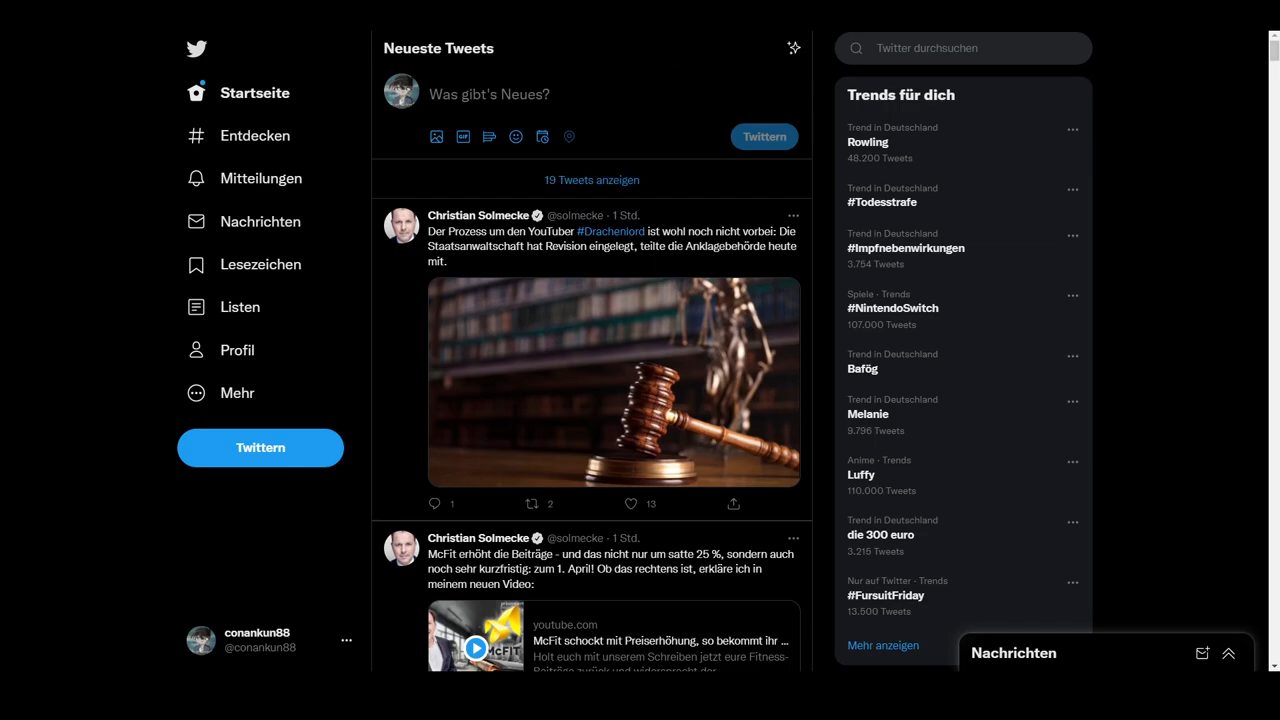 Startseite
Entdecken
Mitteilungen
Nachrichten
Lesezeichen
Listen
Profil
Mehr
Twittern
conankun88
@conankun88
Neueste Tweets
Was gibt's Neues?
GIF
Twittern
19 Tweets anzeigen
Christian Solmecke @solmecke · 1 Std.
Der Prozess um den YouTuber #Drachenlord ist wohl noch nicht vorbei: Die
Staatsanwaltschaft hat Revision eingelegt, teilte die Anklagebehörde heute
mit.
1 2 13
Christian Solmecke @solmecke · 1 Std.
McFit erhöht die Beiträge - und das nicht nur um satte 25 %, sondern auch
noch sehr kurzfristig: zum 1. April! Ob das rechtens ist, erkläre ich in
meinem neuen Video:
McFIT
youtube.com
McFit schockt mit Preiserhöhung, so bekommt ihr ...
Holt euch mit unserem Schreiben jetzt eure Fitness-
Beiträge zurück und widersprecht der
Twitter durchsuchen
Trends für dich
Trend in Deutschland
Rowling
48.200 Tweets
Trend in Deutschland
#Todesstrafe
Trend in Deutschland
#Impfnebenwirkungen
3.754 Tweets
Spiele · Trends
#NintendoSwitch
107.000 Tweets
Trend in Deutschland
Bafög
Trend in Deutschland
Melanie
9.796 Tweets
Anime · Trends
Luffy
110.000 Tweets
Trend in Deutschland
die 300 euro
3.215 Tweets
Nur auf Twitter · Trends
#FursuitFriday
13.500 Tweets
Mehr anzeigen
Nachrichten